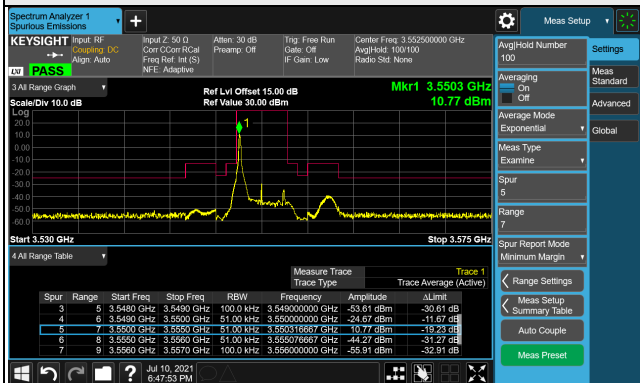 Spectrum Analyzer 1
Spurious Emissions
Meas Setup
KEYSIGHT Input: RF
Coupling: DC
Align: Auto
Input Z: 50 Ω
Corr CCorr RCal
Freq Ref: Int (S)
NFE: Adaptive
Atten: 30 dB
Preamp: Off
Trig: Free Run
Gate: Off
IF Gain: Low
Center Freq: 3.552500000 GHz
Avg|Hold: 100/100
Radio Std: None
LXI PASS
3 All Range Graph
Scale/Div 10.0 dB
Ref Lvl Offset 15.00 dB
Ref Value 30.00 dBm
Mkr1 3.5503 GHz
10.77 dBm
Log
20.0
10.0
0.00
-10.0
-20.0
-30.0
-40.0
-50.0
-60.0
1
Start 3.530 GHz
Stop 3.575 GHz
4 All Range Table
Measure Trace Trace 1
Trace Type Trace Average (Active)
Spur Range Start Freq Stop Freq RBW Frequency Amplitude ΔLimit
3 5 3.5480 GHz 3.5490 GHz 100.0 kHz 3.549000000 GHz -53.61 dBm -30.61 dB
4 6 3.5490 GHz 3.5500 GHz 51.00 kHz 3.550000000 GHz -24.67 dBm -11.67 dB
5 7 3.5500 GHz 3.5550 GHz 51.00 kHz 3.550316667 GHz 10.77 dBm -19.23 dB
6 8 3.5550 GHz 3.5560 GHz 51.00 kHz 3.555076667 GHz -44.27 dBm -31.27 dB
7 9 3.5560 GHz 3.5570 GHz 100.0 kHz 3.556000000 GHz -55.91 dBm -32.91 dB
Avg|Hold Number
100
Averaging
On
Off
Average Mode
Exponential
Meas Type
Examine
Spur
5
Range
7
Spur Report Mode
Minimum Margin
Range Settings
Meas Setup
Summary Table
Auto Couple
Meas Preset
Settings
Meas
Standard
Advanced
Global
?
Jul 10, 2021
6:47:53 PM